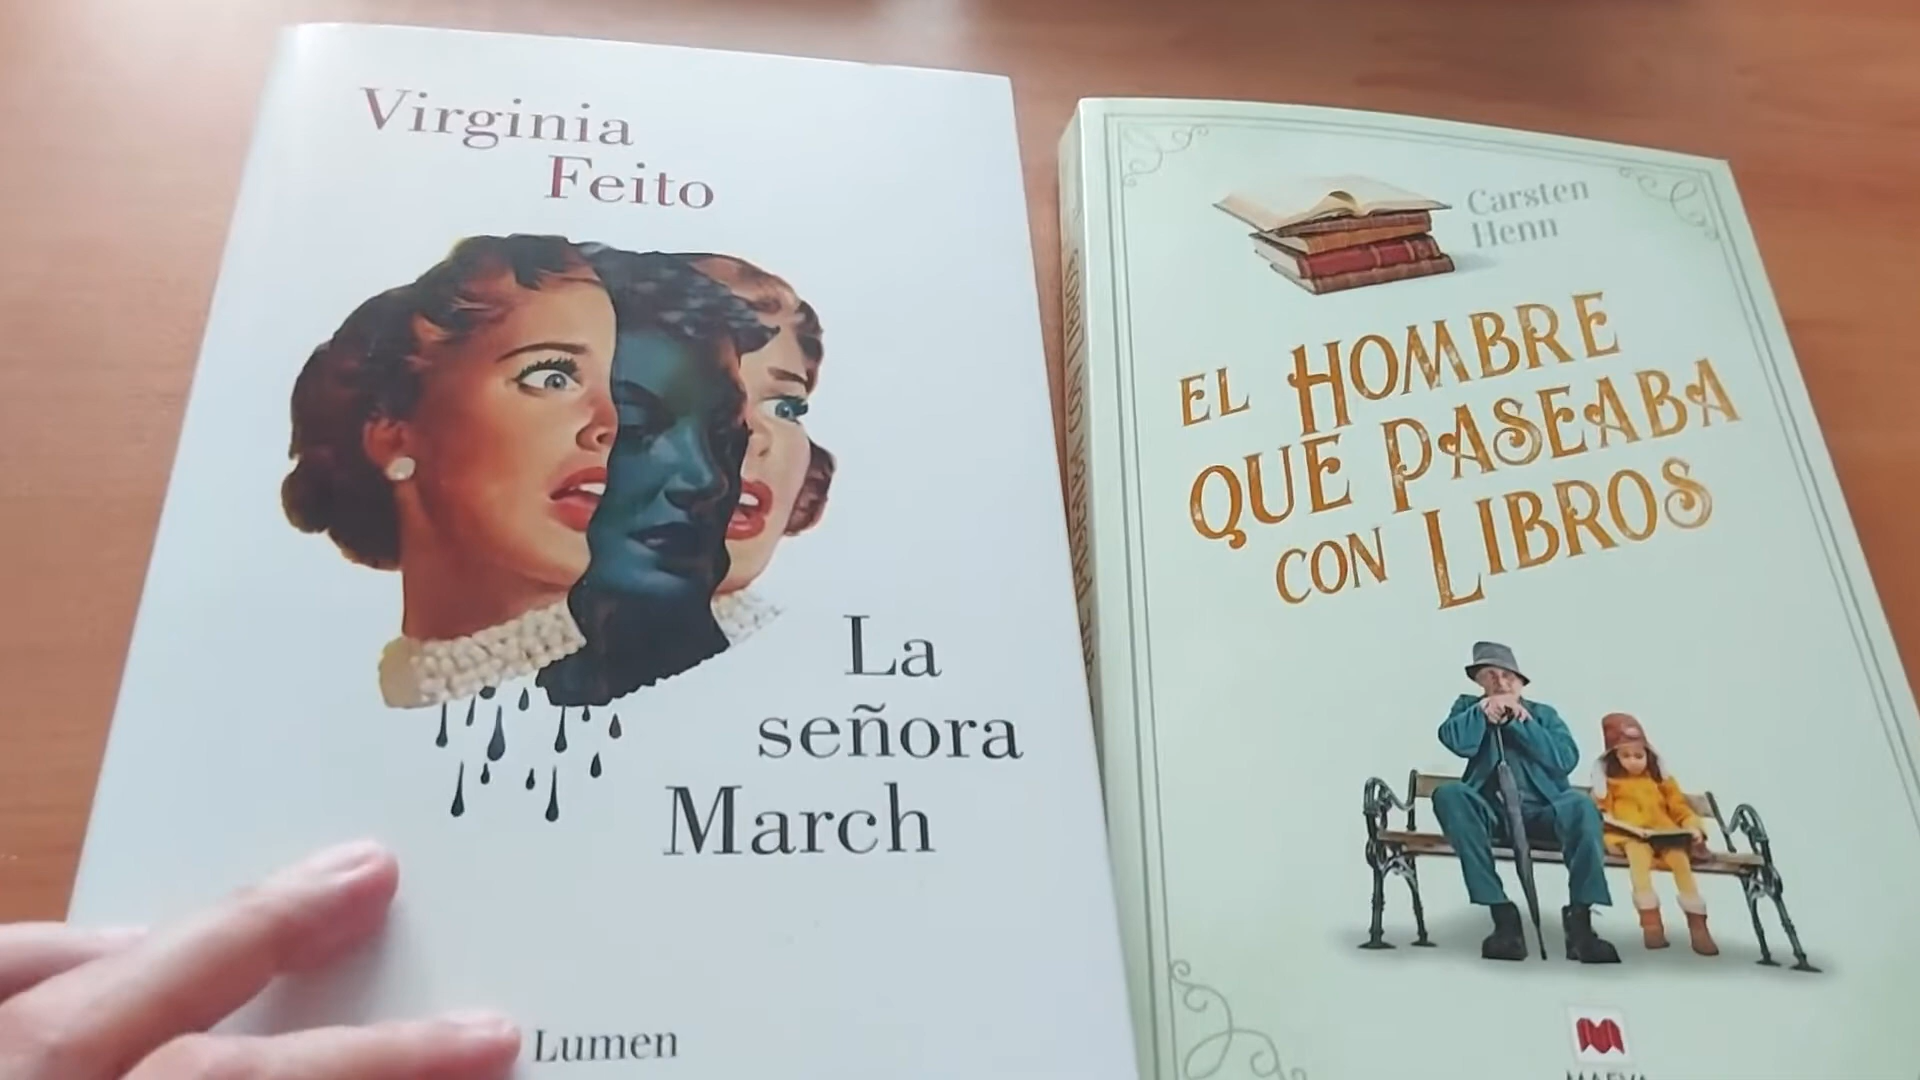 Virginia
Feito
La
señora
March
Lumen
Carsten
Henn
EL HOMBRE
QUE PASEABA
CON LIBROS